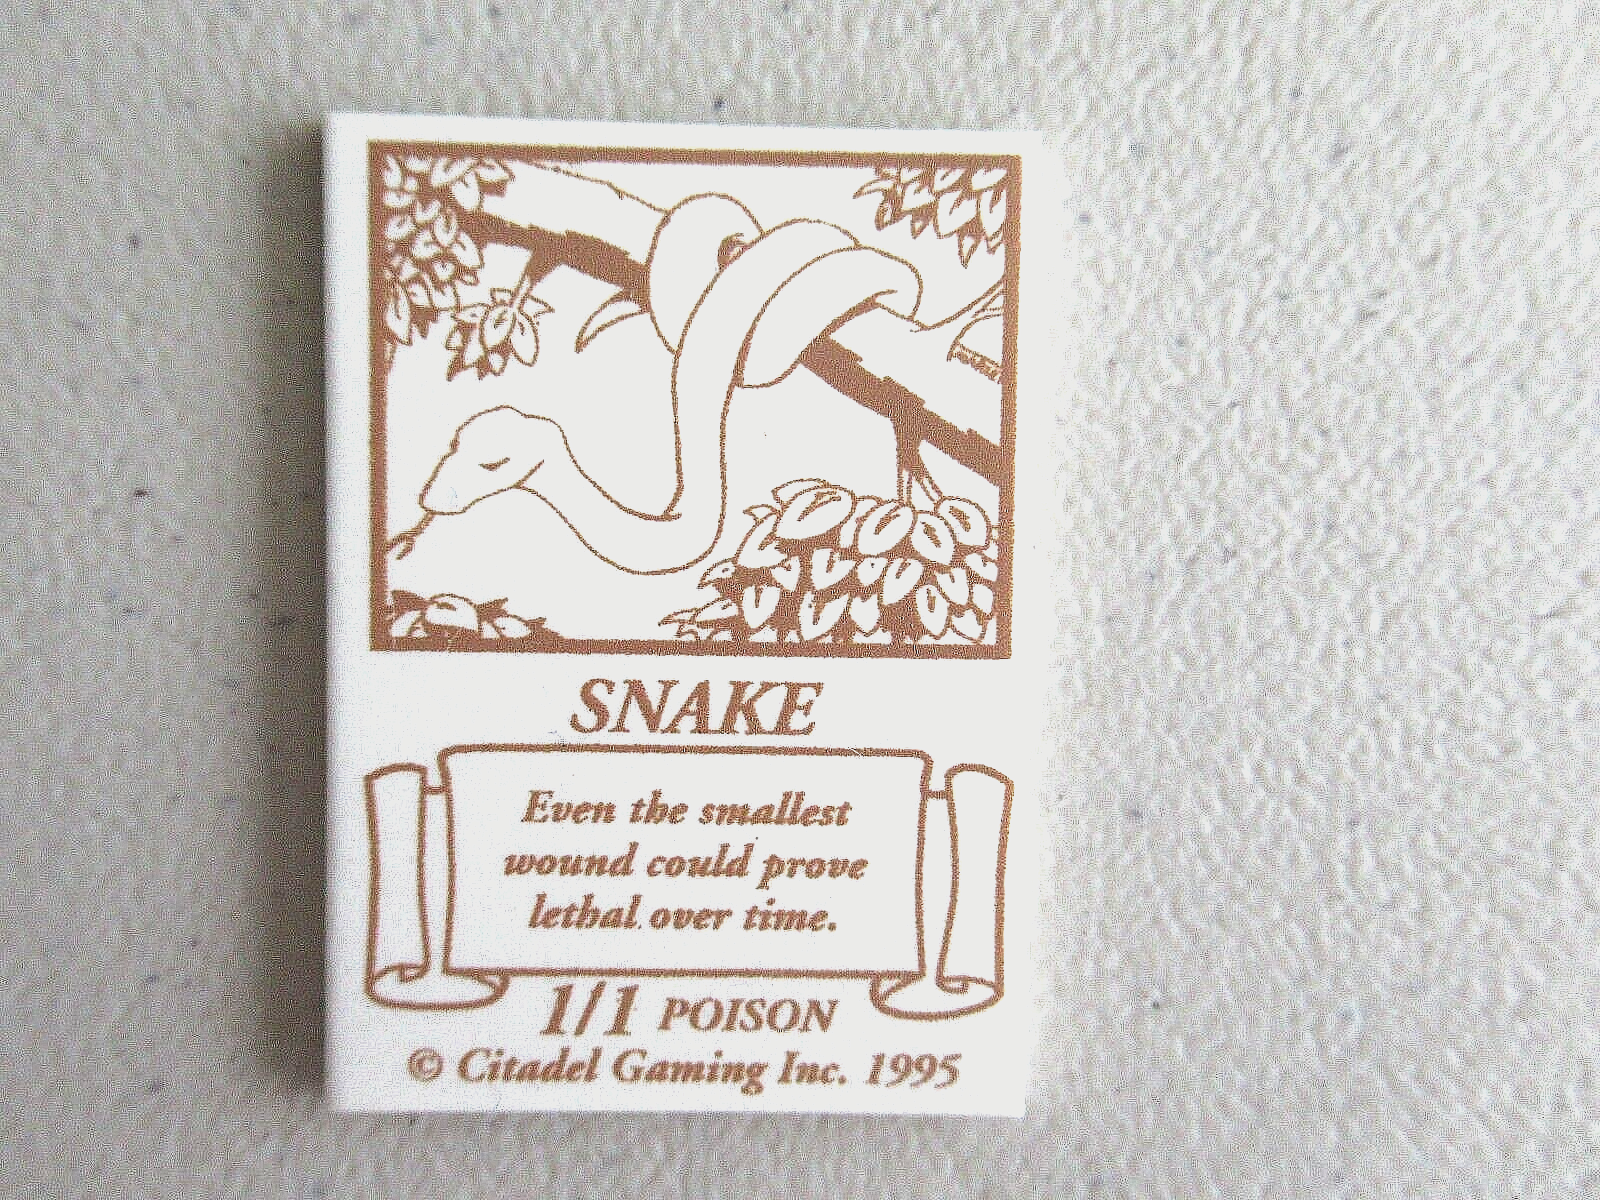 SNAKE
Even the smallest
wound could prove
lethal over time.
1/1 POISON
© Citadel Gaming Inc. 1995